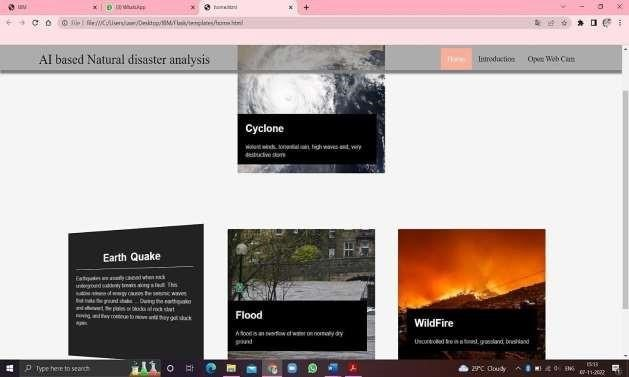 IBM
(3) WhatsApp
home.html
File | file:///C:/Users/user/Desktop/IBM/Flask/templates/home.html
AI based Natural disaster analysis
Home
Introduction
Open Web Cam
Cyclone
violent winds, torrential rain, high waves and, very
destructive storm
Earth Quake
Earthquakes are usually caused when rock
underground suddenly breaks along a fault. This
sudden release of energy causes the seismic waves
that make the ground shake. ... During the earthquake
and afterward, the plates or blocks of rock start
moving, and they continue to move until they get stuck
again.
Flood
A flood is an overflow of water on normally dry
ground
WildFire
Uncontrolled fire in a forest, grassland, brushland
Type here to search
29°C Cloudy
ENG
15:13
07-11-2022